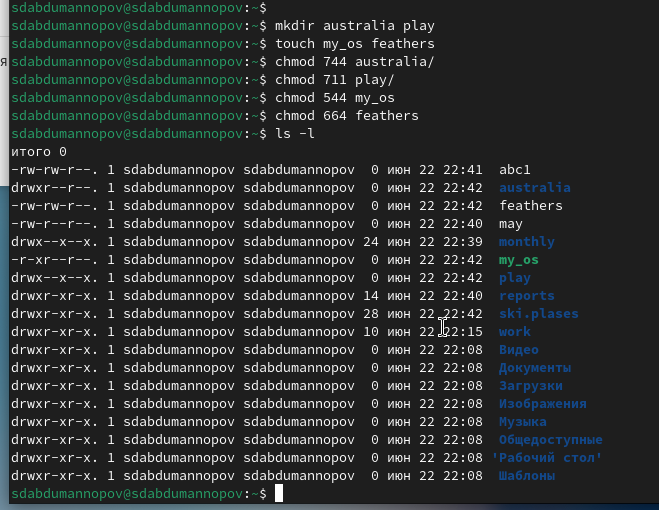 я
sdabdumannopov@sdabdumannopov:~$
sdabdumannopov@sdabdumannopov:~$ mkdir australia play
sdabdumannopov@sdabdumannopov:~$ touch my_os feathers
sdabdumannopov@sdabdumannopov:~$ chmod 744 australia/
sdabdumannopov@sdabdumannopov:~$ chmod 711 play/
sdabdumannopov@sdabdumannopov:~$ chmod 544 my_os
sdabdumannopov@sdabdumannopov:~$ chmod 664 feathers
sdabdumannopov@sdabdumannopov:~$ ls -l
итого 0
-rw-rw-r--. 1 sdabdumannopov sdabdumannopov  0 июн 22 22:41  abc1
drwxr--r--. 1 sdabdumannopov sdabdumannopov  0 июн 22 22:42  australia
-rw-rw-r--. 1 sdabdumannopov sdabdumannopov  0 июн 22 22:42  feathers
-rw-r--r--. 1 sdabdumannopov sdabdumannopov  0 июн 22 22:40  may
drwx--x--x. 1 sdabdumannopov sdabdumannopov 24 июн 22 22:39  monthly
-r-xr--r--. 1 sdabdumannopov sdabdumannopov  0 июн 22 22:42  my_os
drwx--x--x. 1 sdabdumannopov sdabdumannopov  0 июн 22 22:42  play
drwxr-xr-x. 1 sdabdumannopov sdabdumannopov 14 июн 22 22:40  reports
drwxr-xr-x. 1 sdabdumannopov sdabdumannopov 28 июн 22 22:42  ski.plases
drwxr-xr-x. 1 sdabdumannopov sdabdumannopov 10 июн 22 22:15  work
drwxr-xr-x. 1 sdabdumannopov sdabdumannopov  0 июн 22 22:08  Видео
drwxr-xr-x. 1 sdabdumannopov sdabdumannopov  0 июн 22 22:08  Документы
drwxr-xr-x. 1 sdabdumannopov sdabdumannopov  0 июн 22 22:08  Загрузки
drwxr-xr-x. 1 sdabdumannopov sdabdumannopov  0 июн 22 22:08  Изображения
drwxr-xr-x. 1 sdabdumannopov sdabdumannopov  0 июн 22 22:08  Музыка
drwxr-xr-x. 1 sdabdumannopov sdabdumannopov  0 июн 22 22:08  Общедоступные
drwxr-xr-x. 1 sdabdumannopov sdabdumannopov  0 июн 22 22:08 'Рабочий стол'
drwxr-xr-x. 1 sdabdumannopov sdabdumannopov  0 июн 22 22:08  Шаблоны
sdabdumannopov@sdabdumannopov:~$